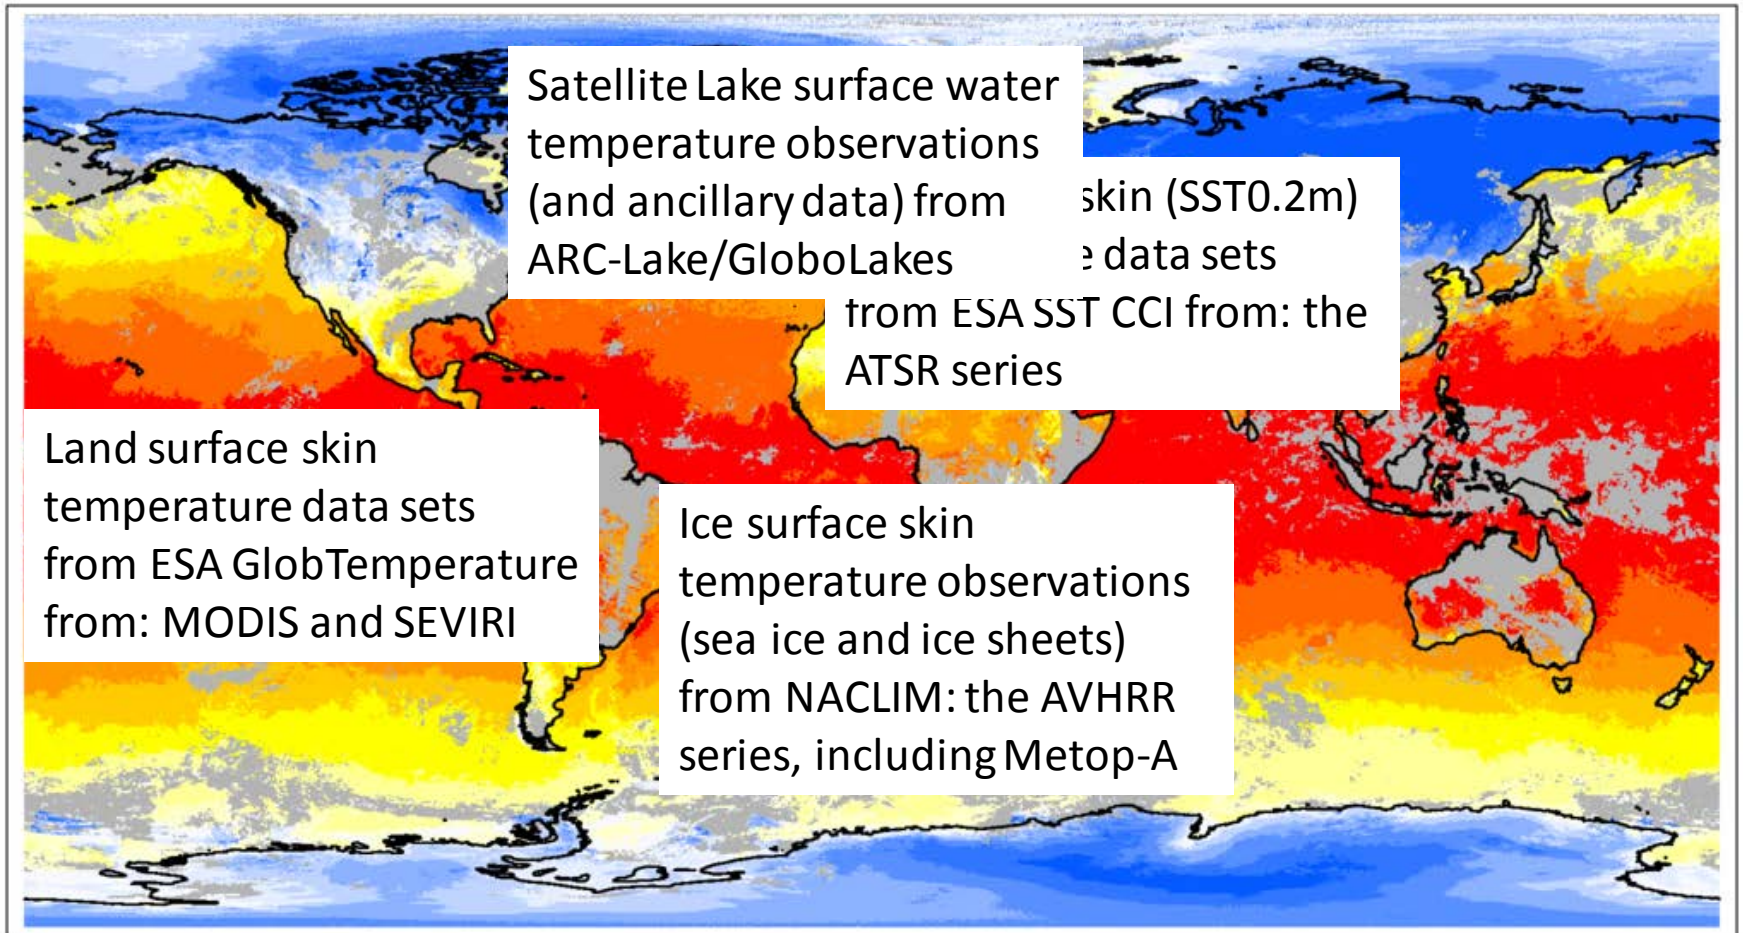 Satellite Lake surface water
temperature observations
(and ancillary data) from
ARC-Lake/GloboLakes
skin (SST0.2m)
data sets
from ESA SST CCI from: the
ATSR series
Land surface skin
temperature data sets
from ESA GlobTemperature
from: MODIS and SEVIRI
Ice surface skin
temperature observations
(sea ice and ice sheets)
from NACLIM: the AVHRR
series, including Metop-A